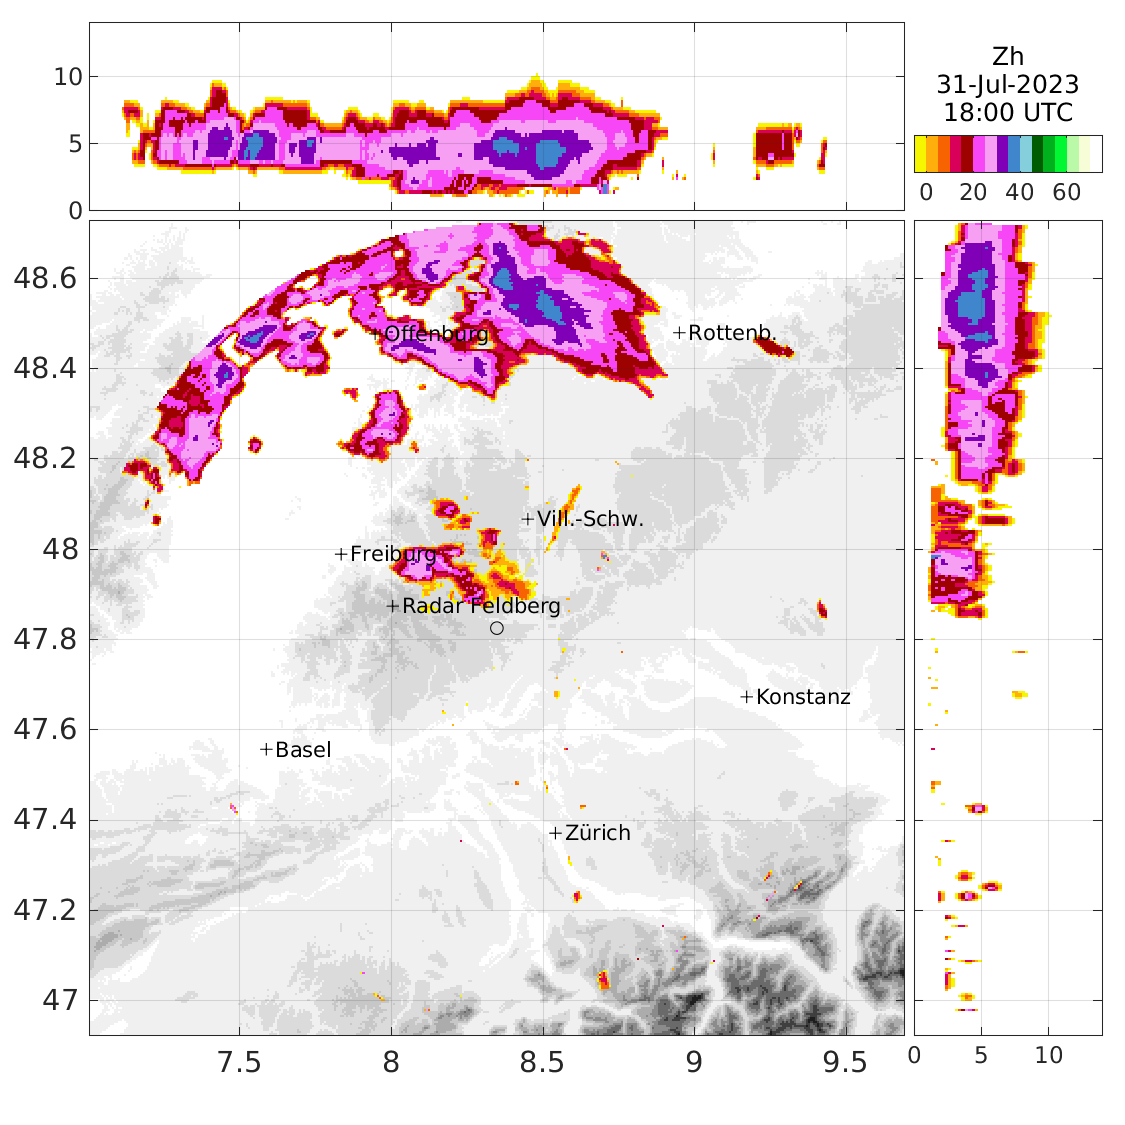 Zh
31-Jul-2023
18:00 UTC
0 20 40 60
10
5
0
48.6
48.4
48.2
48
47.8
47.6
47.4
47.2
47
Offenburg
Rottenb.
Vill.-Schw.
Freiburg
Radar Feldberg
Konstanz
Basel
Zürich
7.5 8 8.5 9 9.5
0 5 10